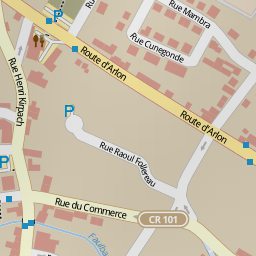 Rue Mambra
P
Rue Cunegonde
Route d'Arlon
Rue Henri Kirpach
P
Route d'Arlon
Rue Raoul Follereau
P
Rue du Commerce
CR 101
P